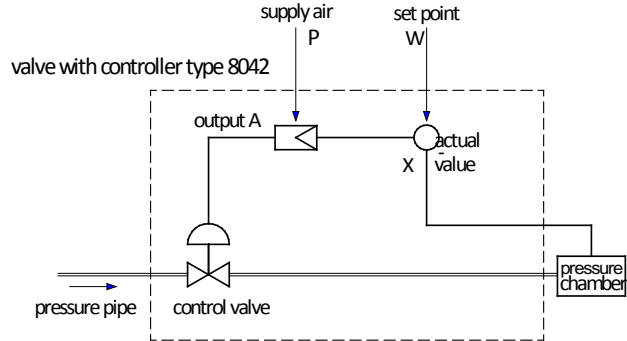 supply air
P
set point
W
valve with controller type 8042
output A
actual
value
X
pressure
chamber
pressure pipe
control valve